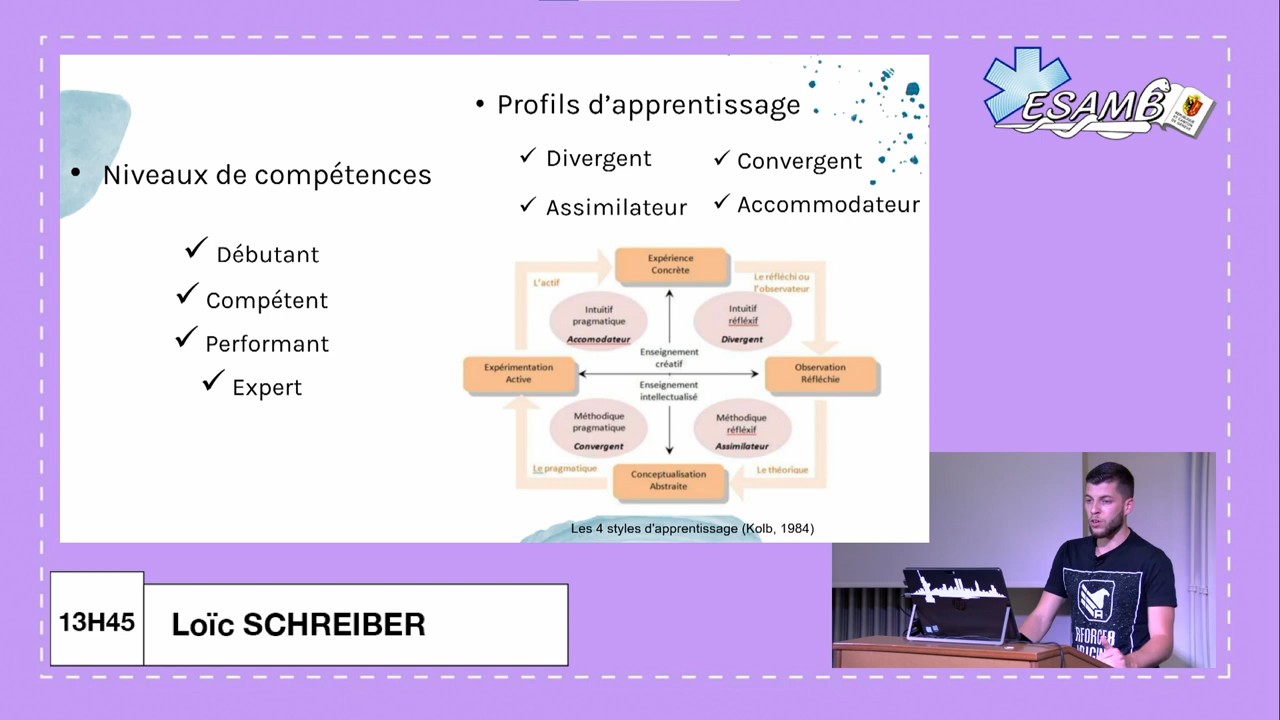 • Niveaux de compétences
✓ Débutant
✓ Compétent
✓ Performant
✓ Expert
• Profils d'apprentissage
✓ Divergent
✓ Convergent
✓ Assimilateur
✓ Accommodateur
Expérience
Concrète
L'actif
Le réfléchi ou
l'observateur
Intuitif
pragmatique
Accomodateur
Intuitif
réfléxif
Divergent
Enseignement
créatif
Expérimentation
Active
Observation
Réfléchie
Enseignement
intellectualisé
Méthodique
pragmatique
Convergent
Méthodique
réfléxif
Assimilateur
Le pragmatique
Le théorique
Conceptualisation
Abstraite
Les 4 styles d'apprentissage (Kolb, 1984)
ESAMB
13H45
Loïc SCHREIBER